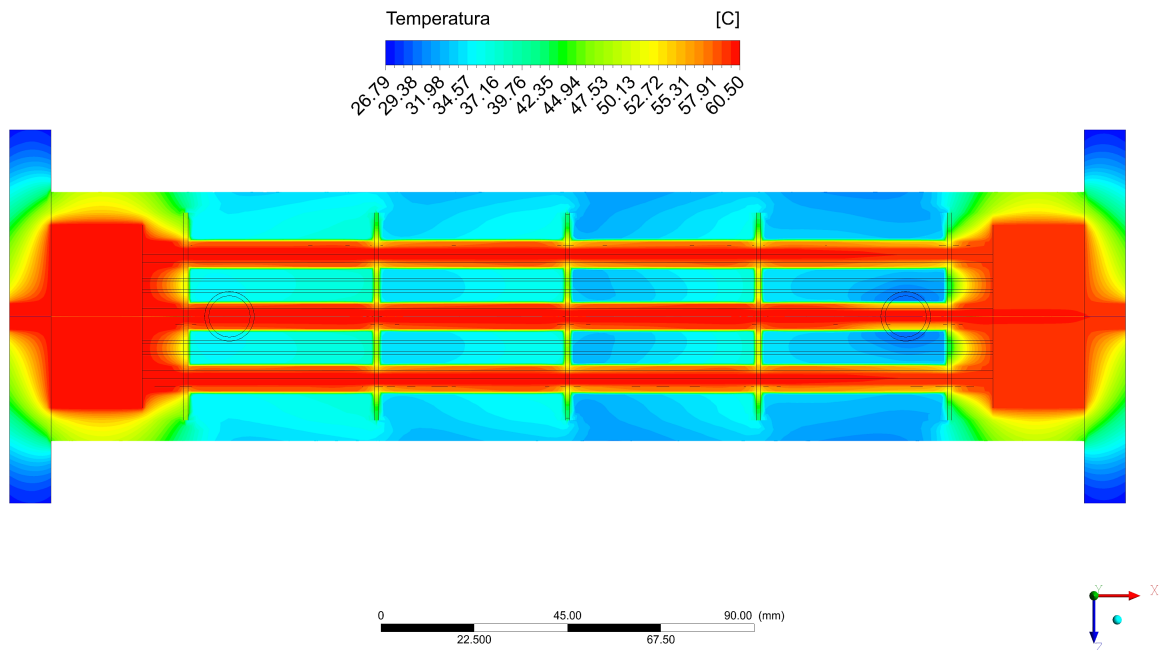 Temperatura [C]
26.79 29.38 31.98 34.57 37.16 39.76 42.35 44.94 47.53 50.13 52.72 55.31 57.91 60.50
0 45.00 90.00 (mm)
22.500 67.50
Y X
Z